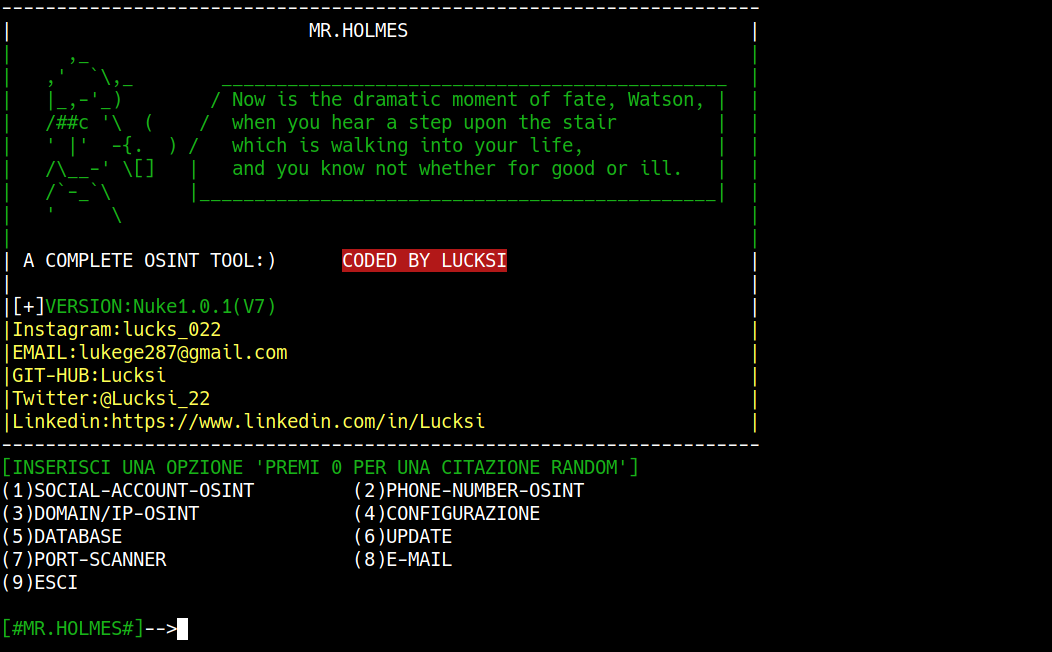 MR.HOLMES
Now is the dramatic moment of fate, Watson,
when you hear a step upon the stair
which is walking into your life,
and you know not whether for good or ill.
A COMPLETE OSINT TOOL:) CODED BY LUCKSI
[+]VERSION:Nuke1.0.1(V7)
Instagram:lucks_022
EMAIL:lukege287@gmail.com
GIT-HUB:Lucksi
Twitter:@Lucksi_22
Linkedin:https://www.linkedin.com/in/Lucksi
[INSERISCI UNA OPZIONE 'PREMI 0 PER UNA CITAZIONE RANDOM']
(1)SOCIAL-ACCOUNT-OSINT (2)PHONE-NUMBER-OSINT
(3)DOMAIN/IP-OSINT (4)CONFIGURAZIONE
(5)DATABASE (6)UPDATE
(7)PORT-SCANNER (8)E-MAIL
(9)ESCI
[#MR.HOLMES#]-->